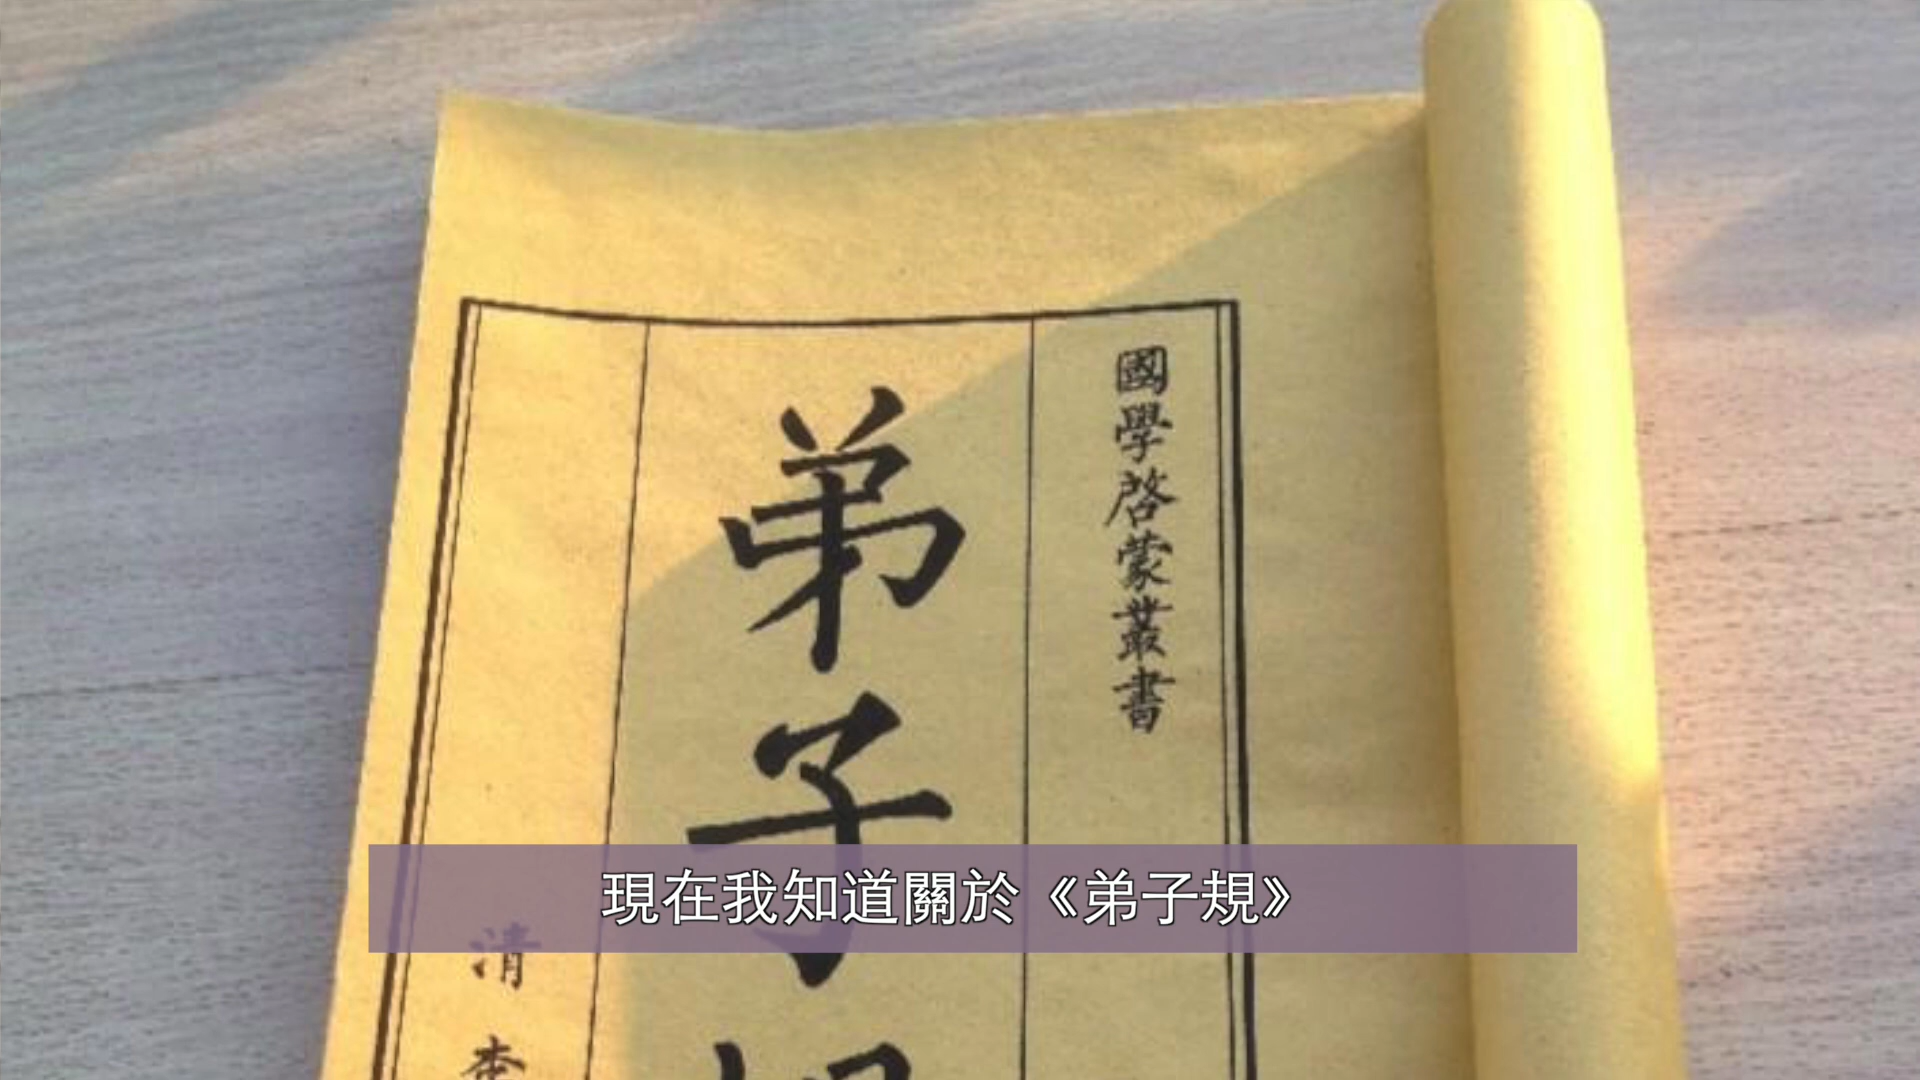 國學啓蒙叢書
弟子
清 李
現在我知道關於《弟子規》